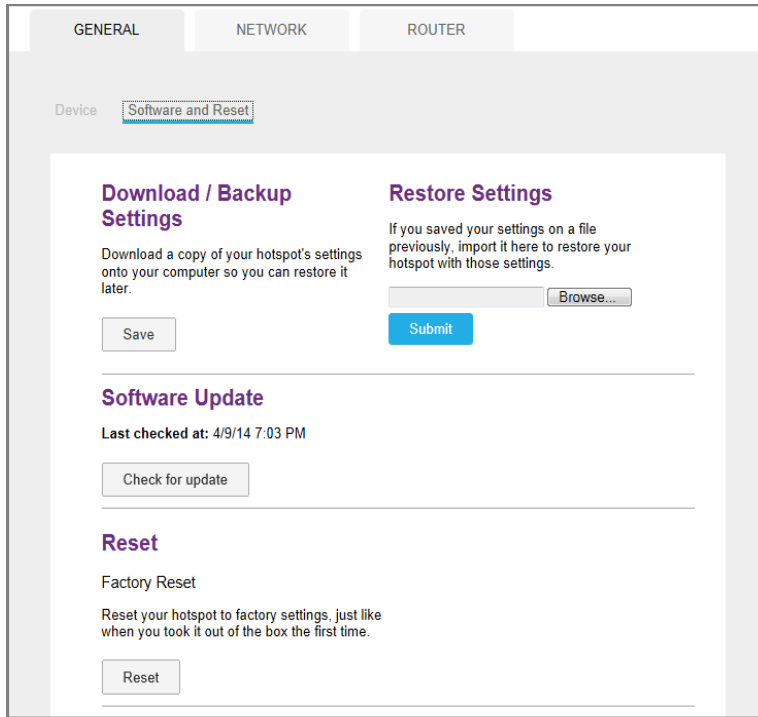 GENERAL
NETWORK
ROUTER
Device
Software and Reset
Download / Backup
Settings
Download a copy of your hotspot's settings
onto your computer so you can restore it
later.
Save
Restore Settings
If you saved your settings on a file
previously, import it here to restore your
hotspot with those settings.
Browse...
Submit
Software Update
Last checked at: 4/9/14 7:03 PM
Check for update
Reset
Factory Reset
Reset your hotspot to factory settings, just like
when you took it out of the box the first time.
Reset